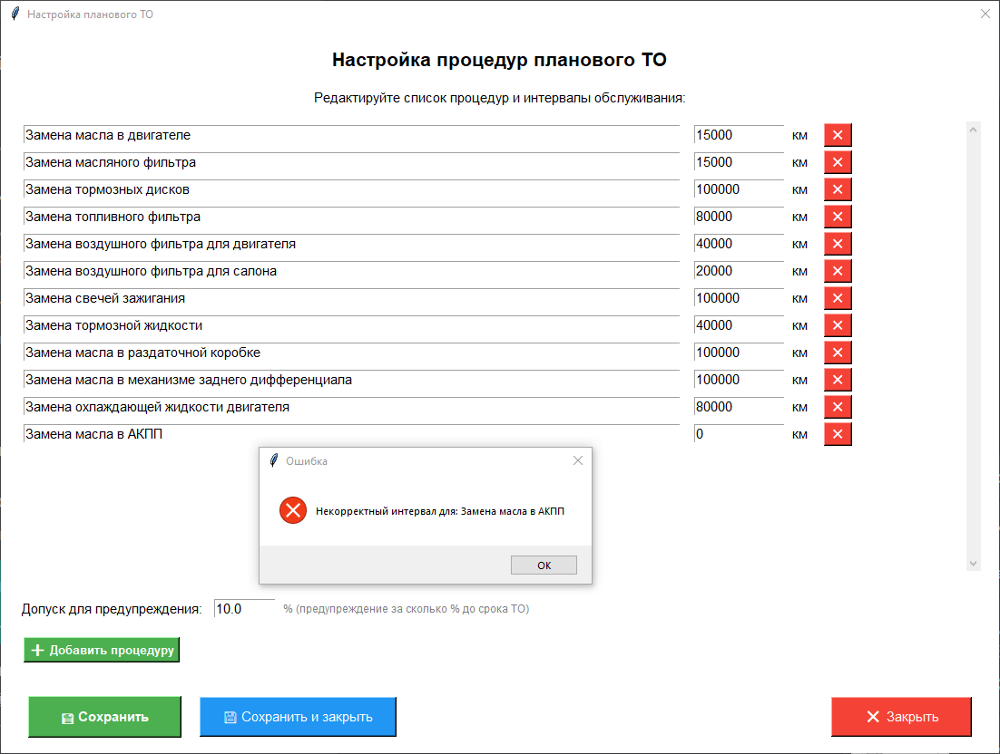 Настройка планового ТО
Настройка процедур планового ТО
Редактируйте список процедур и интервалы обслуживания:
Замена масла в двигателе 15000 км
Замена масляного фильтра 15000 км
Замена тормозных дисков 100000 км
Замена топливного фильтра 80000 км
Замена воздушного фильтра для двигателя 40000 км
Замена воздушного фильтра для салона 20000 км
Замена свечей зажигания 100000 км
Замена тормозной жидкости 40000 км
Замена масла в раздаточной коробке 100000 км
Замена масла в механизме заднего дифференциала 100000 км
Замена охлаждающей жидкости двигателя 80000 км
Замена масла в АКПП 0 км
Ошибка
Некорректный интервал для: Замена масла в АКПП
ОК
Допуск для предупреждения: 10.0 % (предупреждение за сколько % до срока ТО)
Добавить процедуру
Сохранить Сохранить и закрыть Закрыть